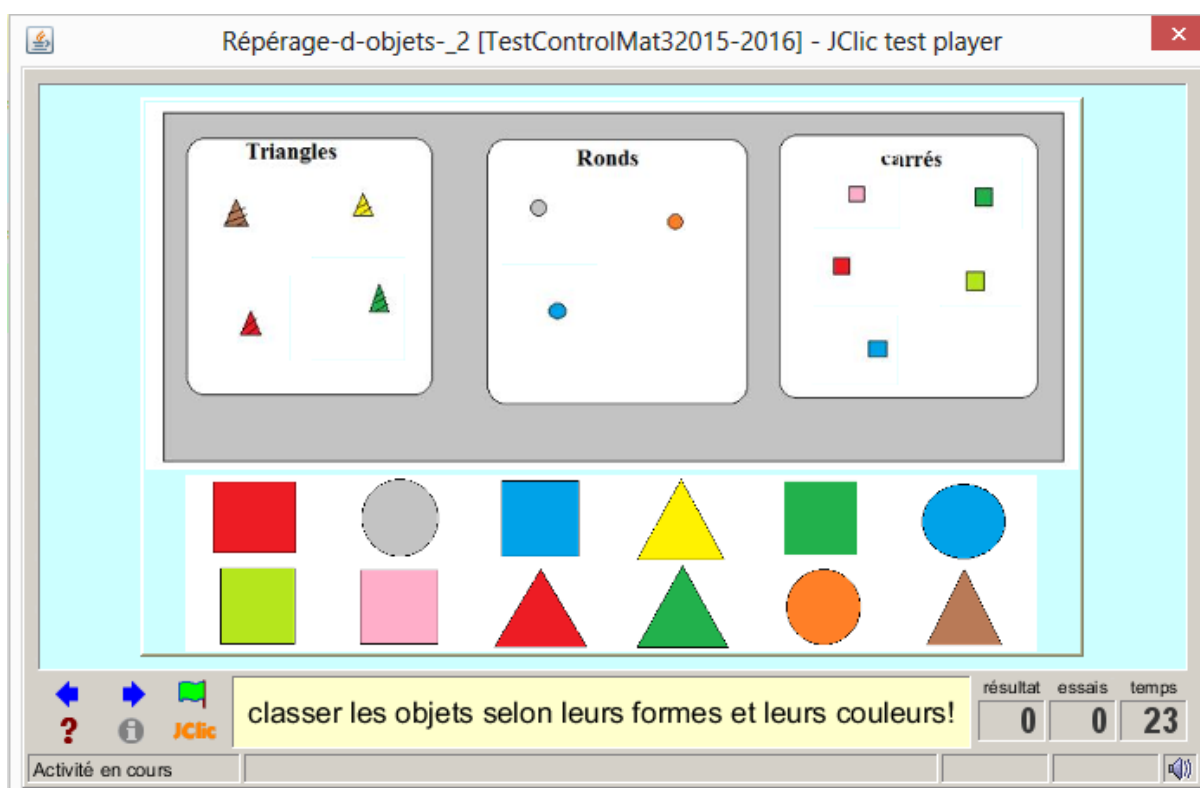 Répérage-d-objets-_2 [TestControlMat32015-2016] - JClic test player
Triangles
Ronds
carrés
classer les objets selon leurs formes et leurs couleurs!
résultat essais temps
0 0 23
? i JClic
Activité en cours